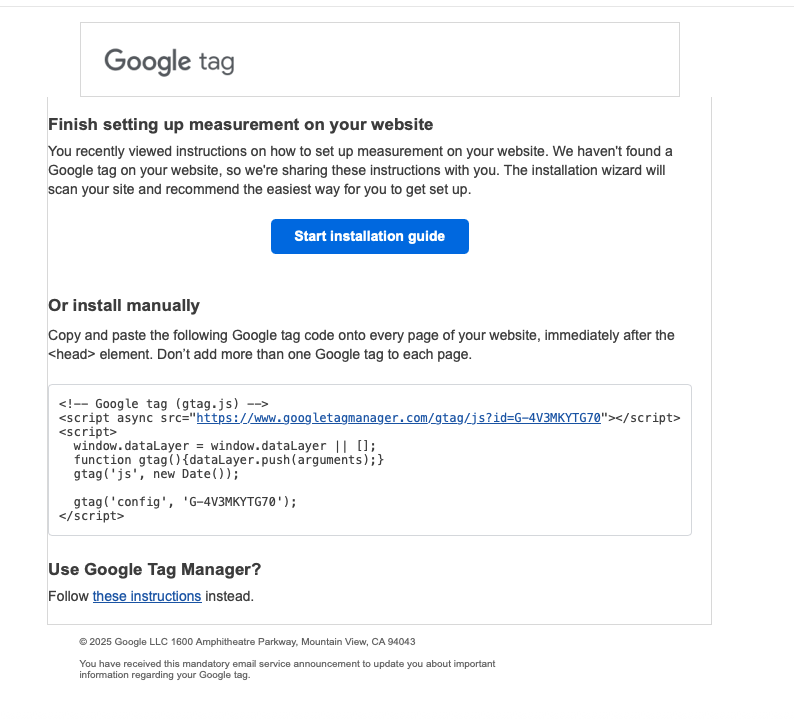 Google tag
Finish setting up measurement on your website
You recently viewed instructions on how to set up measurement on your website. We haven't found a
Google tag on your website, so we're sharing these instructions with you. The installation wizard will
scan your site and recommend the easiest way for you to get set up.
Start installation guide
Or install manually
Copy and paste the following Google tag code onto every page of your website, immediately after the
<head> element. Don’t add more than one Google tag to each page.
<!-- Google tag (gtag.js) -->
<script async src="https://www.googletagmanager.com/gtag/js?id=G-4V3MKYTG70"></script>
<script>
  window.dataLayer = window.dataLayer || [];
  function gtag(){dataLayer.push(arguments);}
  gtag('js', new Date());
  gtag('config', 'G-4V3MKYTG70');
</script>
Use Google Tag Manager?
Follow these instructions instead.
© 2025 Google LLC 1600 Amphitheatre Parkway, Mountain View, CA 94043
You have received this mandatory email service announcement to update you about important
information regarding your Google tag.